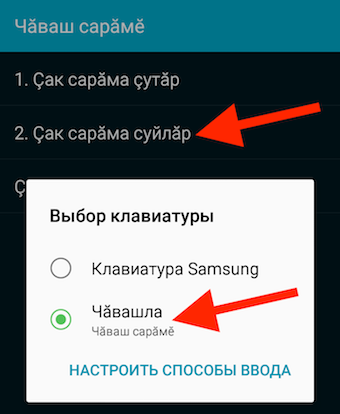 Чӑваш сарӑмӗ
1. Ҫак сарӑма ҫутӑр
2. Ҫак сарӑма суйлӑр
Ҫ
Выбор клавиатуры
Клавиатура Samsung
Чӑвашла
Чӑваш сарӑмӗ
НАСТРОИТЬ СПОСОБЫ ВВОДА